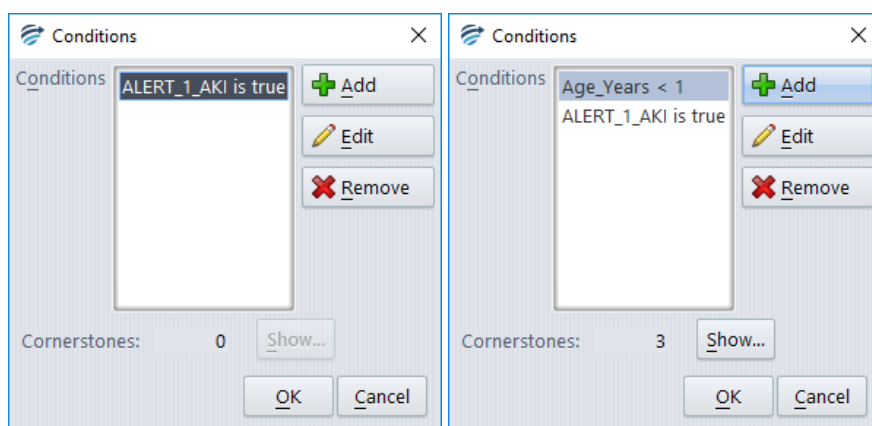 Conditions
Conditions
ALERT_1_AKI is true
Add
Edit
Remove
Cornerstones: 0 Show...
OK Cancel
Conditions
Conditions
Age_Years < 1
ALERT_1_AKI is true
Add
Edit
Remove
Cornerstones: 3 Show...
OK Cancel